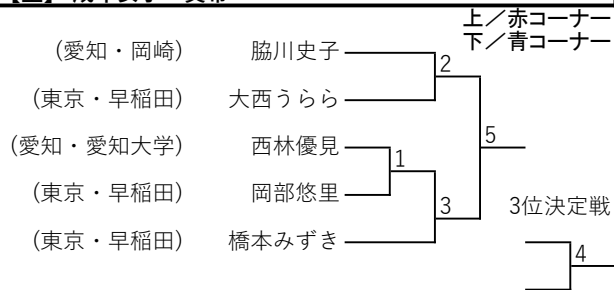 上／赤コーナー
下／青コーナー
(愛知・岡崎) 脇川史子
2
(東京・早稲田) 大西うらら
(愛知・愛知大学) 西林優見
5
1
(東京・早稲田) 岡部悠里
3
3位決定戦
(東京・早稲田) 橋本みずき
4